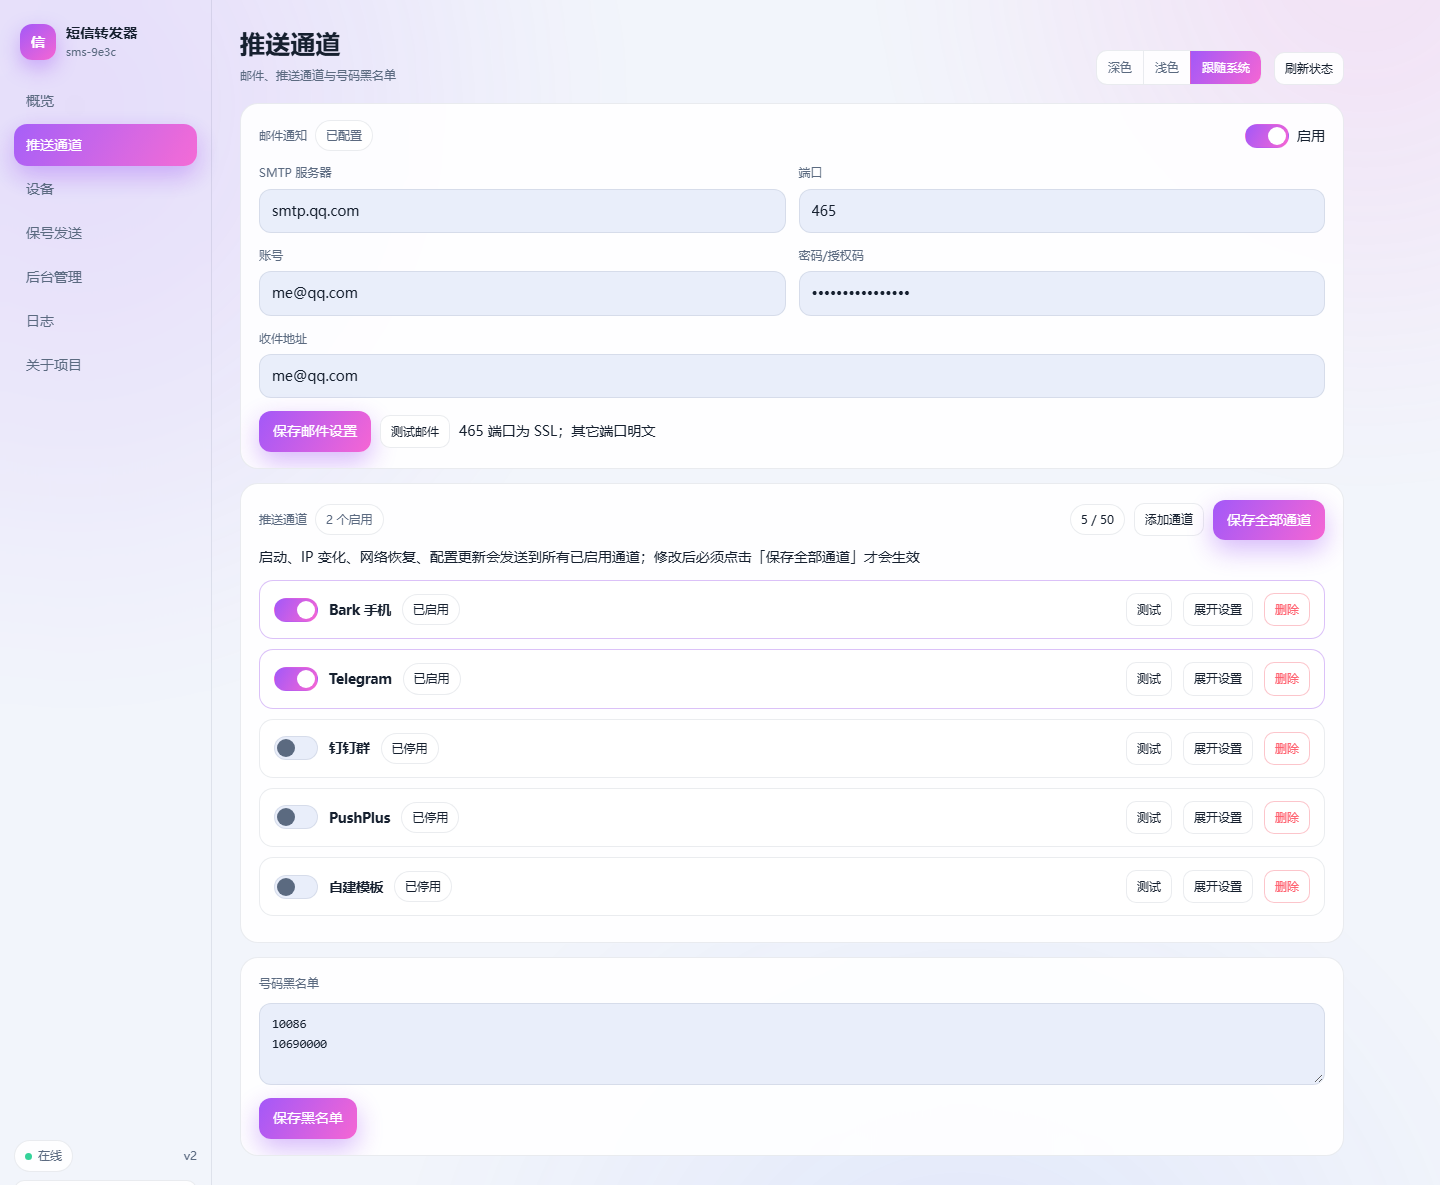 信
短信转发器
sms-9e3c
概览
推送通道
设备
保号发送
后台管理
日志
关于项目
在线
v2
推送通道
邮件、推送通道与号码黑名单
深色
浅色
跟随系统
刷新状态
邮件通知
已配置
启用
SMTP 服务器
端口
smtp.qq.com
465
账号
密码/授权码
me@qq.com
••••••••••••••••
收件地址
me@qq.com
保存邮件设置
测试邮件
465 端口为 SSL；其它端口明文
推送通道
2 个启用
5 / 50
添加通道
保存全部通道
启动、IP 变化、网络恢复、配置更新会发送到所有已启用通道；修改后必须点击「保存全部通道」才会生效
Bark 手机
已启用
测试
展开设置
删除
Telegram
已启用
测试
展开设置
删除
钉钉群
已停用
测试
展开设置
删除
PushPlus
已停用
测试
展开设置
删除
自建模板
已停用
测试
展开设置
删除
号码黑名单
10086
10690000
保存黑名单